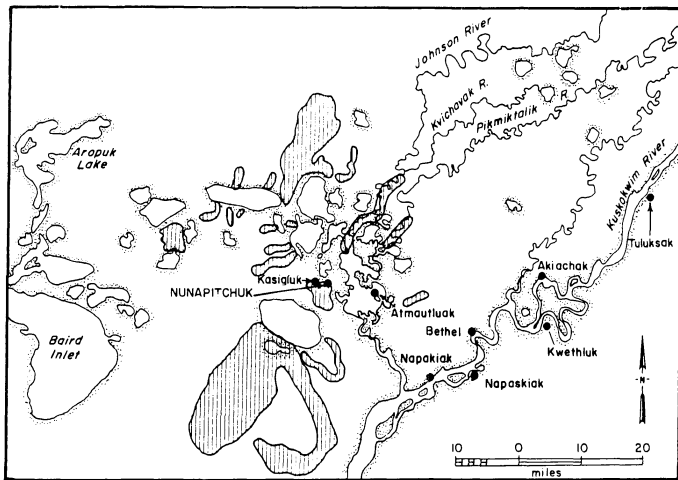 Johnson River
Kvichavak R.
Pikmiktalik R.
Kuskokwim River
Aropuk
Lake
Tuluksak
Akiachak
Kasigluk
NUNAPITCHUK
Atmautluak
Bethel
Kwethluk
Baird
Inlet
Napakiak
Napaskiak
-N-
10 0 10 20
miles